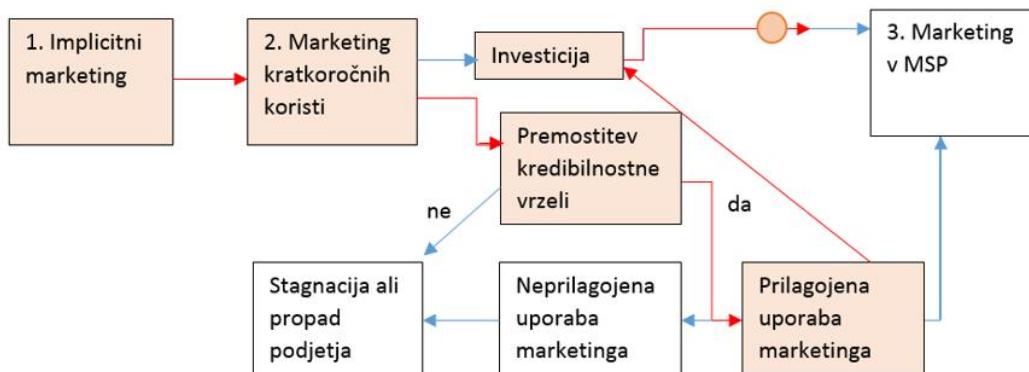 1. Implicitni
marketing
2. Marketing
kratkoročnih
koristi
Investicija
3. Marketing
v MSP
Premostitev
kredibilnostne
vrzeli
ne
da
Stagnacija ali
propad
podjetja
Neprilagojena
uporaba
marketinga
Prilagojena
uporaba
marketinga